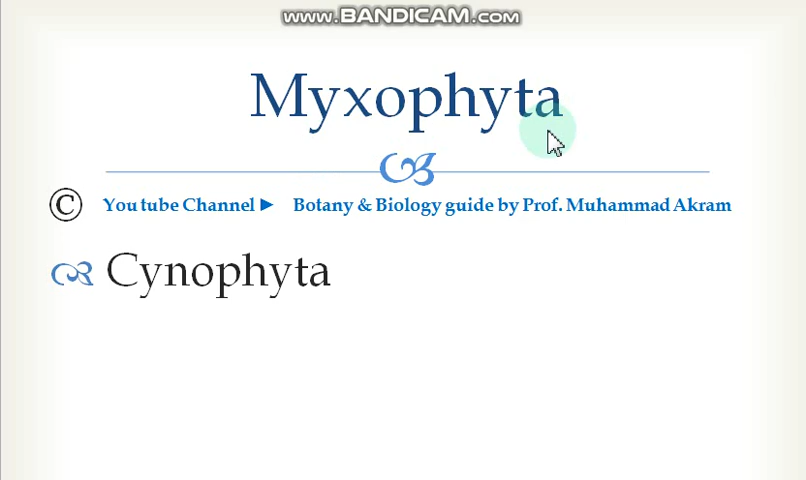 www.BANDICAM.com
Myxophyta
© You tube Channel ► Botany & Biology guide by Prof. Muhammad Akram
Cynophyta